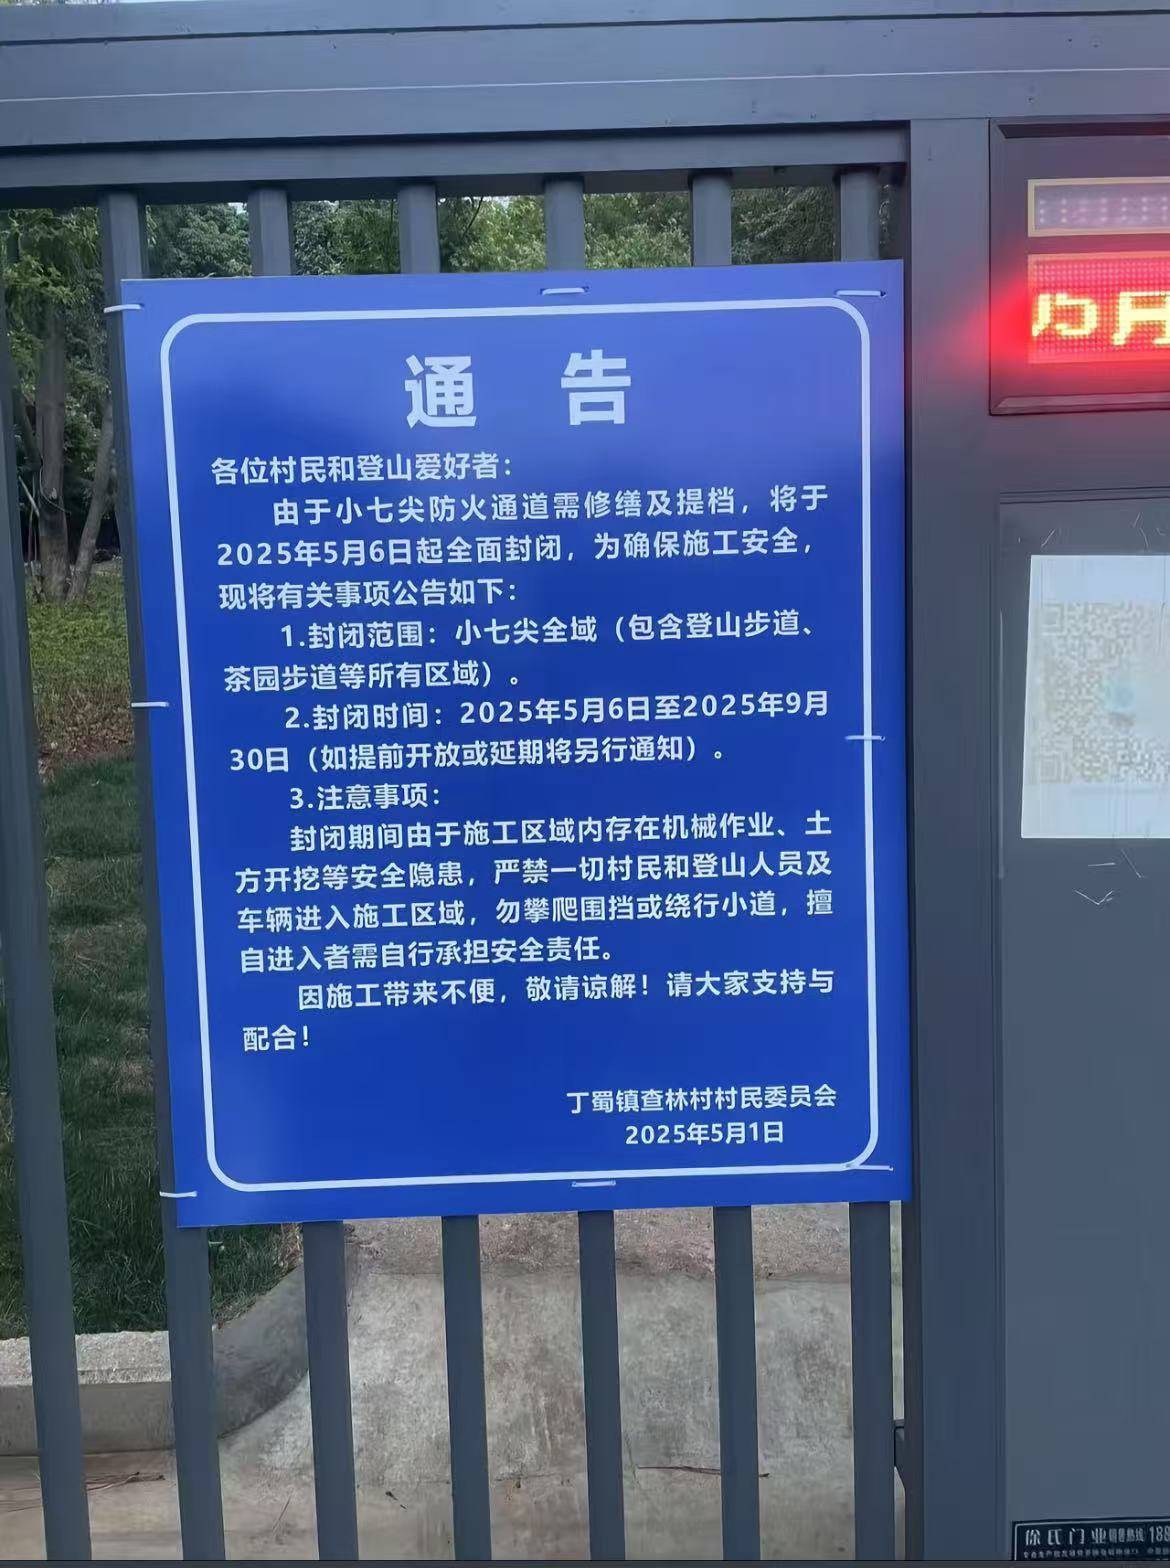 通 告
各位村民和登山爱好者：
由于小七尖防火通道需修缮及提档，将于
2025年5月6日起全面封闭，为确保施工安全，
现将有关事项公告如下：
1.封闭范围：小七尖全域（包含登山步道、
茶园步道等所有区域）。
2.封闭时间：2025年5月6日至2025年9月
30日（如提前开放或延期将另行通知）。
3.注意事项：
封闭期间由于施工区域内存在机械作业、土
方开挖等安全隐患，严禁一切村民和登山人员及
车辆进入施工区域，勿攀爬围挡或绕行小道，擅
自进入者需自行承担安全责任。
因施工带来不便，敬请谅解！请大家支持与
配合！
丁蜀镇查林村村民委员会
2025年5月1日
月
氏门业